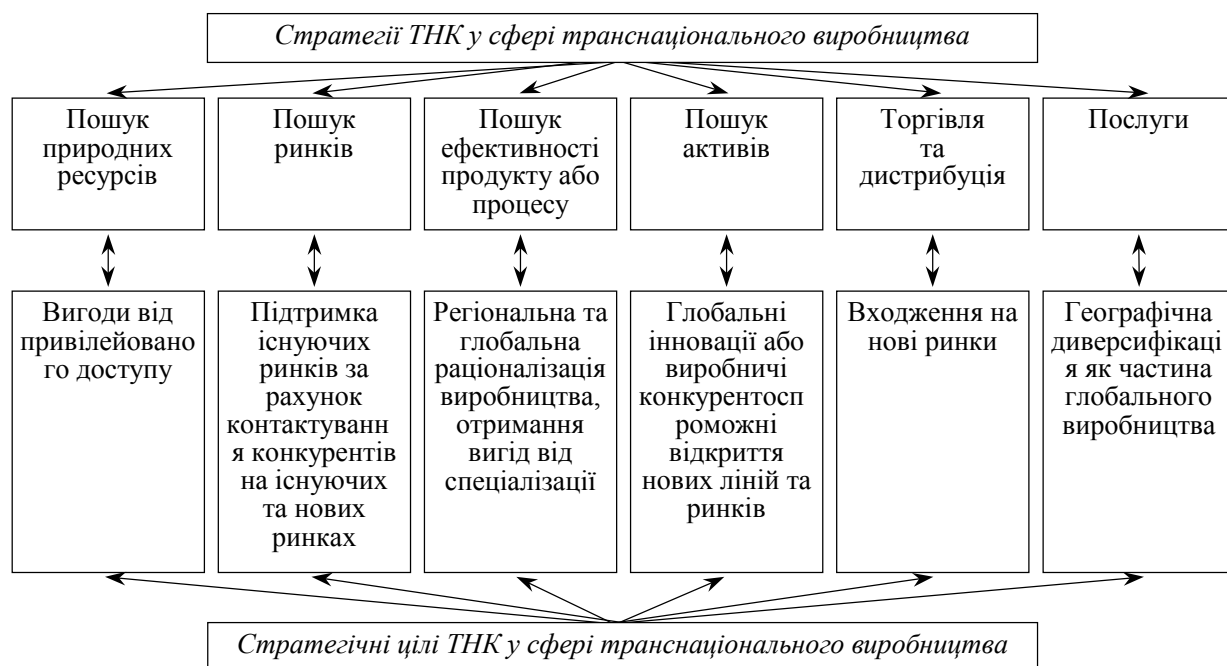 Стратегії ТНК у сфері транснаціонального виробництва
Пошук
природних
ресурсів
Пошук
ринків
Пошук
ефективності
продукту або
процесу
Пошук
активів
Торгівля
та
дистрибуція
Послуги
Вигоди від
привілейовано
го доступу
Підтримка
існуючих
ринків за
рахунок
контактуванн
я конкурентів
на існуючих
та нових
ринках
Регіональна та
глобальна
раціоналізація
виробництва,
отримання
вигід від
спеціалізації
Глобальні
інновації або
виробничі
конкурентосп
роможні
відкриття
нових ліній та
ринків
Входження на
нові ринки
Географічна
диверсифікаці
я як частина
глобального
виробництва
Стратегічні цілі ТНК у сфері транснаціонального виробництва